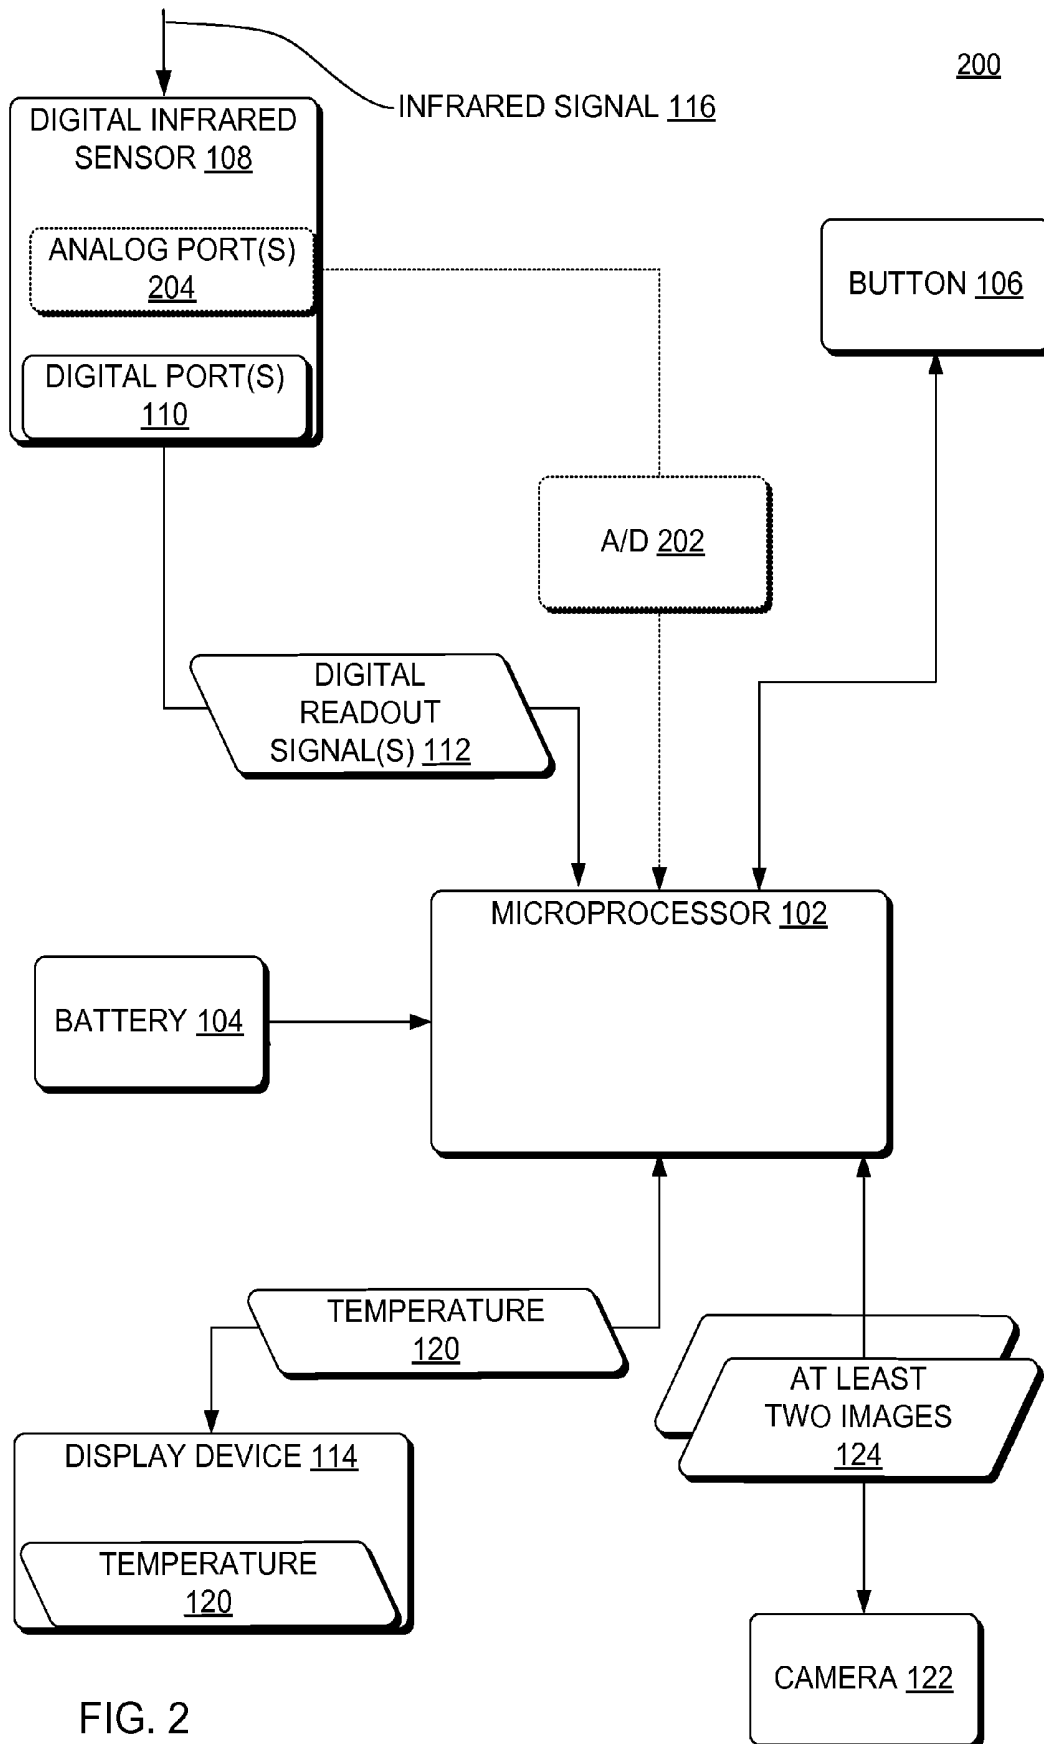 200
INFRARED SIGNAL 116
DIGITAL INFRARED
SENSOR 108
ANALOG PORT(S)
204
DIGITAL PORT(S)
110
BUTTON 106
A/D 202
DIGITAL
READOUT
SIGNAL(S) 112
MICROPROCESSOR 102
BATTERY 104
TEMPERATURE
120
AT LEAST
TWO IMAGES
124
DISPLAY DEVICE 114
TEMPERATURE
120
CAMERA 122
FIG. 2